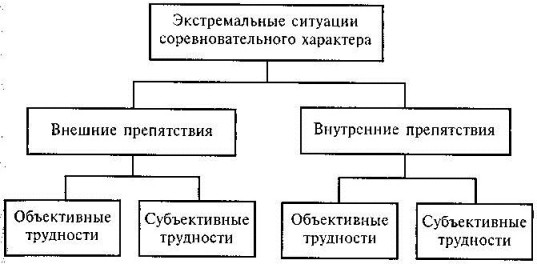 Экстремальные ситуации
соревновательного характера
Внешние препятствия
Внутренние препятствия
Объективные
трудности
Субъективные
трудности
Объективные
трудности
Субъективные
трудности